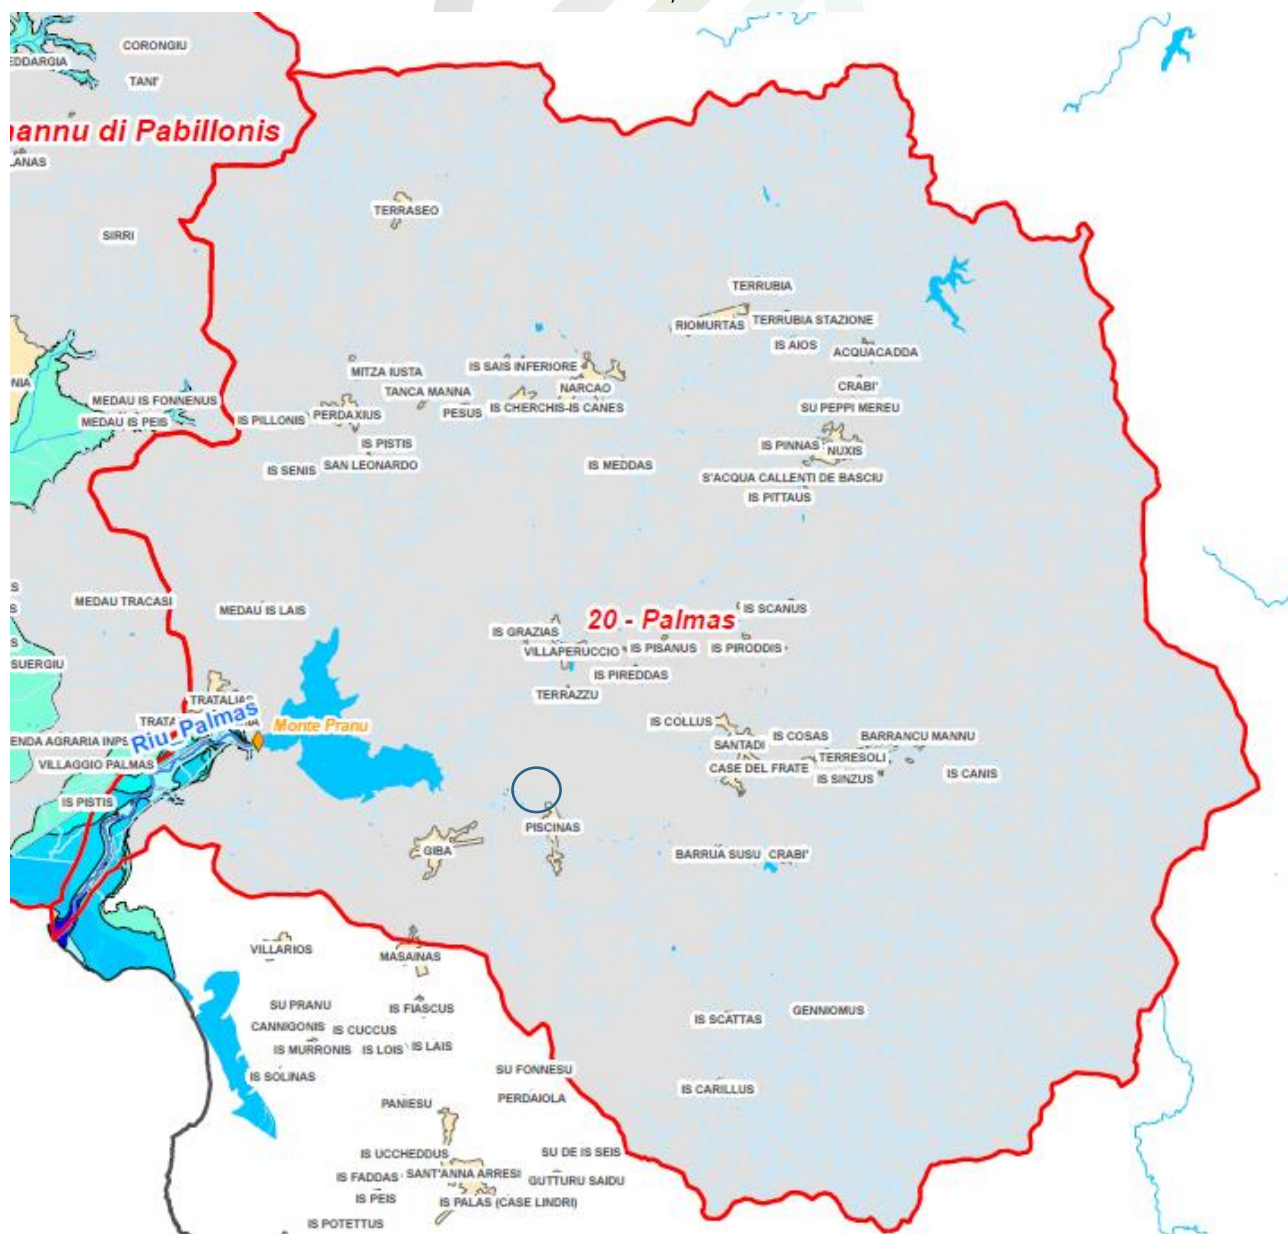 CORONGIU
EDDARGIA
TANI'
annu di Pabillonis
LANAS
TERRASEO
SIRRI
TERRUBIA
TERRUBIA STAZIONE
RIOMURTAS
IS AIOS
ACQUACADDA
IS SAIS INFERIORE
MITZA IUSTA
NIA
NARCAO
CRABI'
TANCA MANNA
MEDAU IS FONNENUS
IS CHERCHIS-IS CANES
SU PEPPI MEREU
PESUS
PERDAXIUS
IS PILLONIS
MEDAU IS PEIS
IS PISTIS
IS PINNAS
NUXIS
SAN LEONARDO
IS MEDDAS
IS SENIS
S'ACQUA CALLENTI DE BASCIU
IS PITTAUS
S
MEDAU TRACASI
S
MEDAU IS LAIS
IS SCANUS
20 - Palmas
IS GRAZIAS
S
VILLAPERUCCIO
IS PISANUS
IS PIRODDIS
SUERGIU
IS PIREDDAS
TERRAZZU
TRATALIAS
TRATA
Riu_Palmas
Monte Pranu
IS COLLUS
IS COSAS
BARRANCU MANNU
ENDA AGRARIA INPS
SANTADI
TERRESOLI
VILLAGGIO PALMAS
CASE DEL FRATE
IS SINZUS
IS CANIS
IS PISTIS
PISCINAS
GIBA
BARRUA SUSU
CRABI'
VILLARIOS
MASAINAS
SU PRANU
IS FIASCUS
GENNIOMUS
IS SCATTAS
CANNIGONIS
IS CUCCUS
IS MURRONIS
IS LOIS
IS LAIS
SU FONNESU
IS SOLINAS
IS CARILLUS
PERDAIOLA
PANIESU
IS UCCHEDDUS
SU DE IS SEIS
IS FADDAS
SANT'ANNA ARRESI
GUTTURU SAIDU
IS PEIS
IS PALAS (CASE LINDRI)
IS POTETTUS